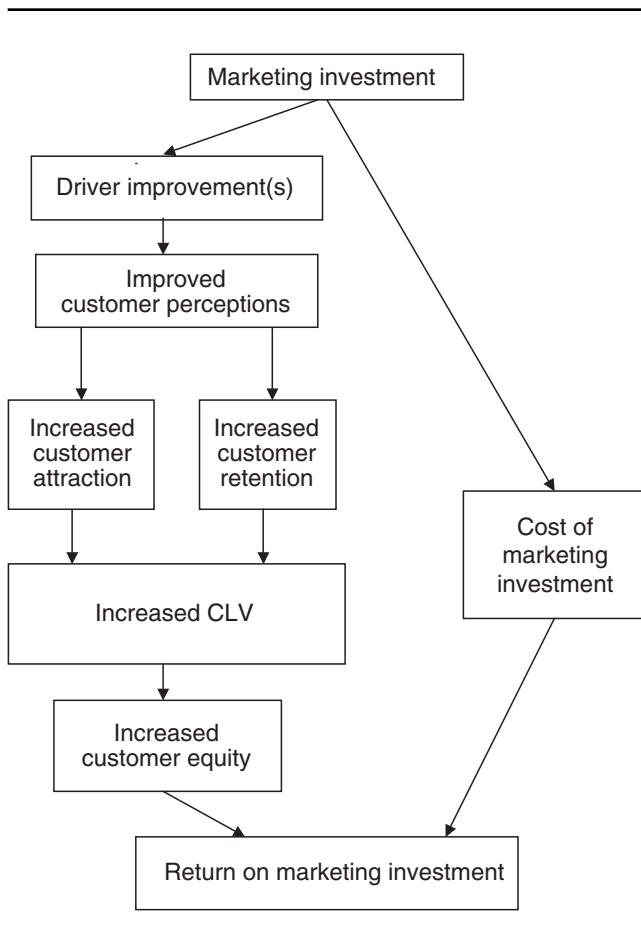 Marketing investment
Driver improvement(s)
Improved
customer perceptions
Increased
customer
attraction
Increased
customer
retention
Cost of
marketing
investment
Increased CLV
Increased
customer equity
Return on marketing investment